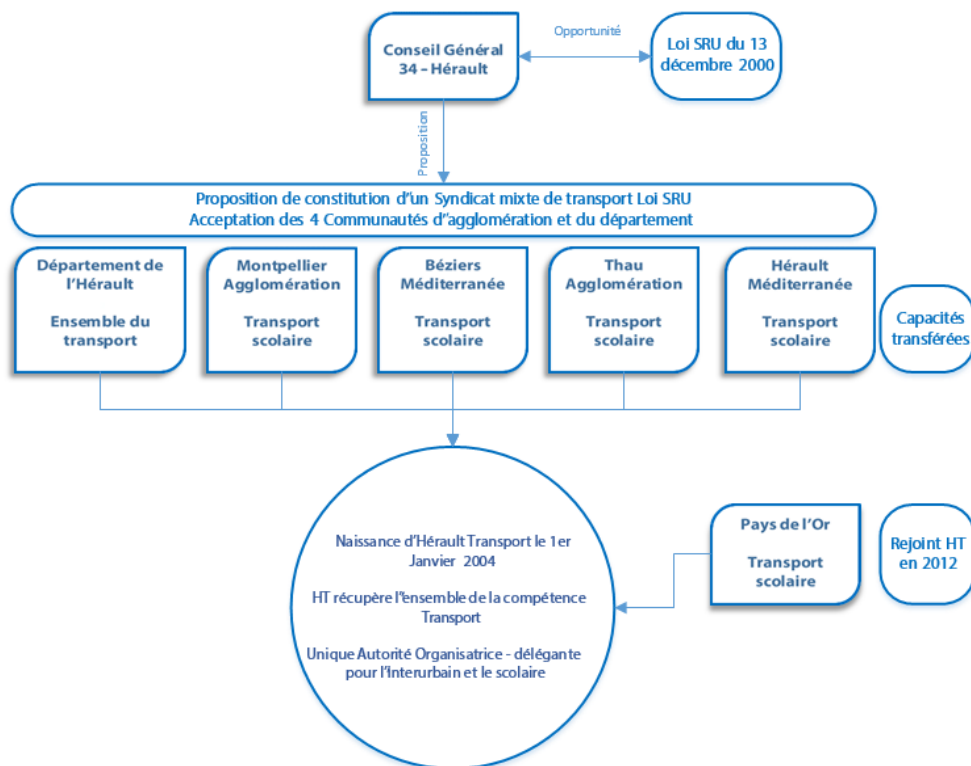 Conseil Général
34 – Hérault
Opportunité
Loi SRU du 13
décembre 2000
Proposition
Proposition de constitution d'un Syndicat mixte de transport Loi SRU
Acceptation des 4 Communautés d'agglomération et du département
Département de
l'Hérault
Ensemble du
transport
Montpellier
Agglomération
Transport
scolaire
Béziers
Méditerranée
Transport
scolaire
Thau
Agglomération
Transport
scolaire
Hérault
Méditerranée
Transport
scolaire
Capacités
transférées
Naissance d'Hérault Transport le 1er
Janvier 2004
HT récupère l'ensemble de la compétence
Transport
Unique Autorité Organisatrice - délégante
pour l'Interurbain et le scolaire
Pays de l'Or
Transport
scolaire
Rejoint HT
en 2012